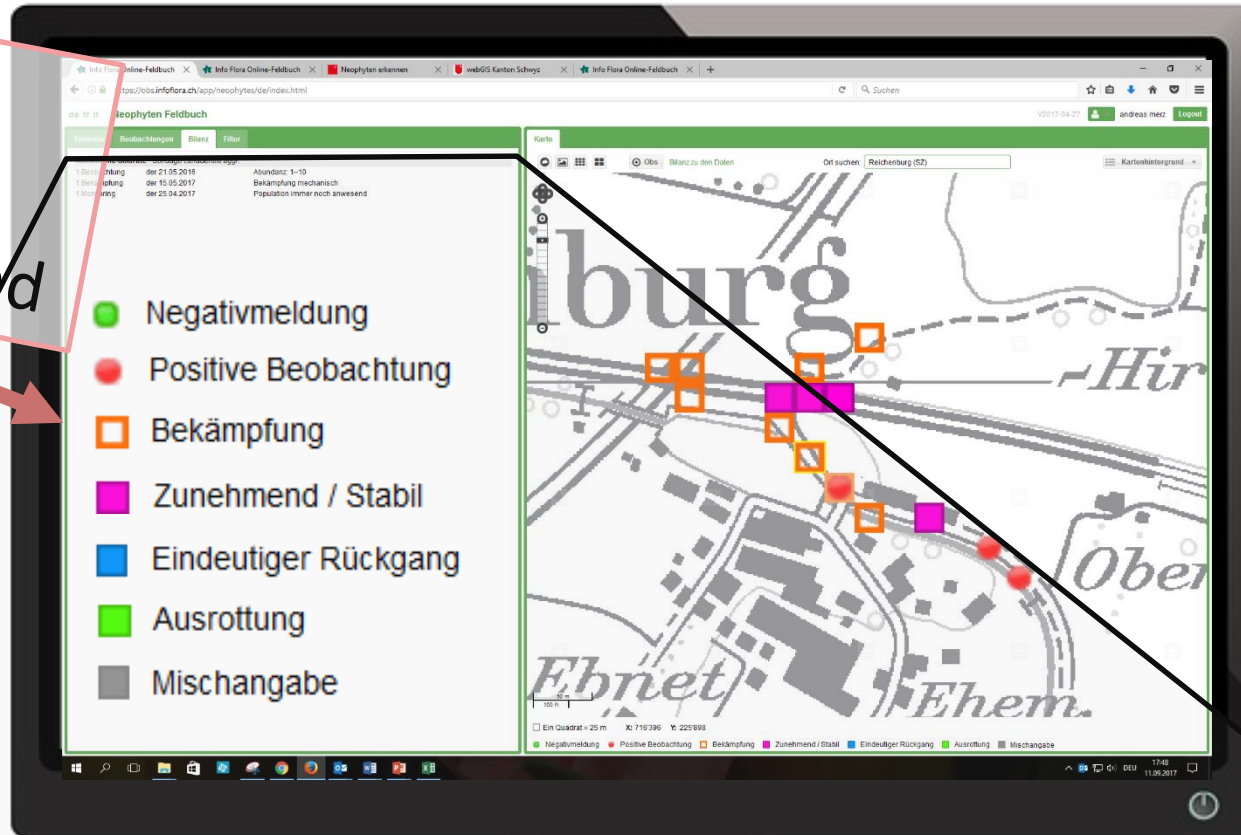 Info Flora Online-Feldbuch
Info Flora Online-Feldbuch
Neophyten erkennen
webGIS Kanton Schwyz
Info Flora Online-Feldbuch
https://obs.infoflora.ch/app/neophytes/de/index.html
Suchen
de fr it Neophyten Feldbuch
V2017-04-27 andreas merz Logout
Formular Beobachtungen Bilanz Filter
Karte
Obs Bilanz zu den Daten Ort suchen: Reichenburg (SZ) Kartenhintergrund
1 Beobachtung der 21.05.2016 Abundanz: 1–10
1 Bekämpfung der 15.05.2017 Bekämpfung mechanisch
1 Monitoring der 25.04.2017 Population immer noch anwesend
Negativmeldung
Positive Beobachtung
Bekämpfung
Zunehmend / Stabil
Eindeutiger Rückgang
Ausrottung
Mischangabe
burg
Hir
Ober
Ebnet
Ehem.
50 m
100 ft
Ein Quadrat = 25 m X: 716'396 Y: 225'898
Negativmeldung Positive Beobachtung Bekämpfung Zunehmend / Stabil Eindeutiger Rückgang Ausrottung Mischangabe
DEU 17:48
11.09.2017